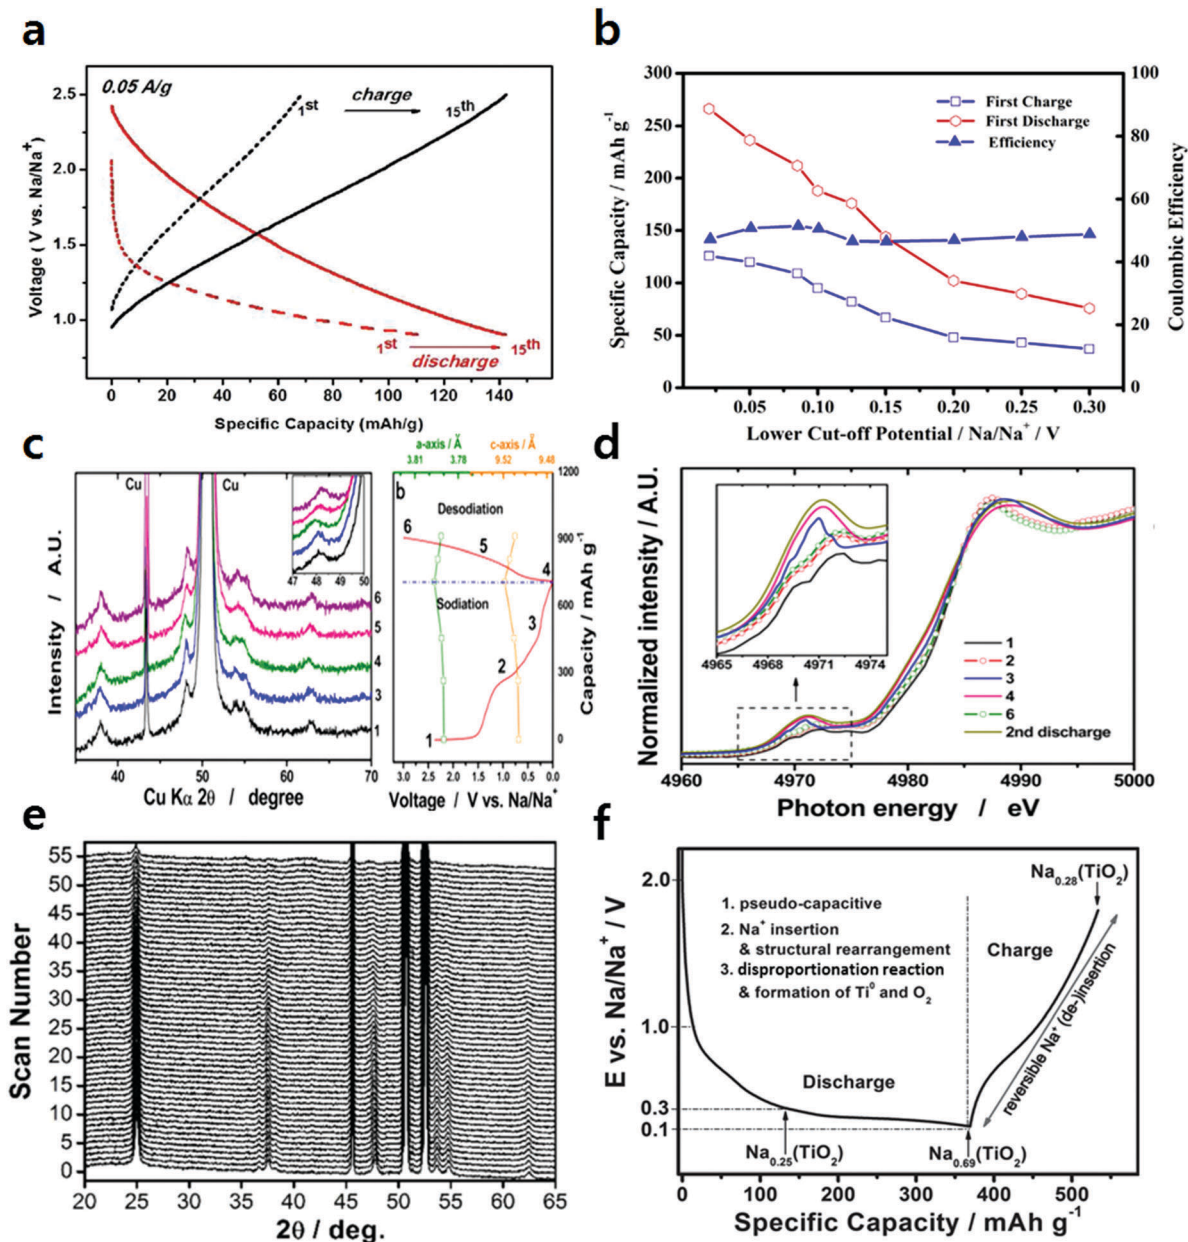 a
0.05 A/g
1st
charge
15th
1st
discharge
15th
2.5
2.0
1.5
1.0
Voltage ( V vs. Na/Na+)
0 20 40 60 80 100 120 140
Specific Capacity (mAh/g)
b
300
250
200
150
100
50
0
Specific Capacity / mAh g-1
First Charge
First Discharge
Efficiency
100
80
60
40
20
0
Coulombic Efficiency
0.05 0.10 0.15 0.20 0.25 0.30
Lower Cut-off Potential / Na/Na+ / V
c
Cu
Cu
47 48 49 50
6
5
4
3
1
Intensity / A.U.
40 50 60 70
Cu Kα 2θ / degree
a-axis / Å
c-axis / Å
3.81 3.78 9.52 9.48
b
Desodiation
Sodiation
6
5
4
3
2
1
1200
900
600
300
0
Capacity / mAh g-1
3.0 2.5 2.0 1.5 1.0 0.5 0.0
Voltage / V vs. Na/Na+
d
Normalized intensity / A.U.
4965 4968 4971 4975
1
2
3
4
6
2nd discharge
4960 4970 4980 4990 5000
Photon energy / eV
e
55
50
45
40
35
30
25
20
15
10
5
0
Scan Number
20 25 30 35 40 45 50 55 60 65
2θ / deg.
f
2.0
1.0
0.3
0.1
E vs. Na/Na+ / V
1. pseudo-capacitive
2. Na+ insertion
& structural rearrangement
3. disproportionation reaction
& formation of Ti0 and O2
Na0.28(TiO2)
Charge
reversible Na+ (de-)insertion
Discharge
Na0.25(TiO2)
Na0.69(TiO2)
0 100 200 300 400 500
Specific Capacity / mAh g-1